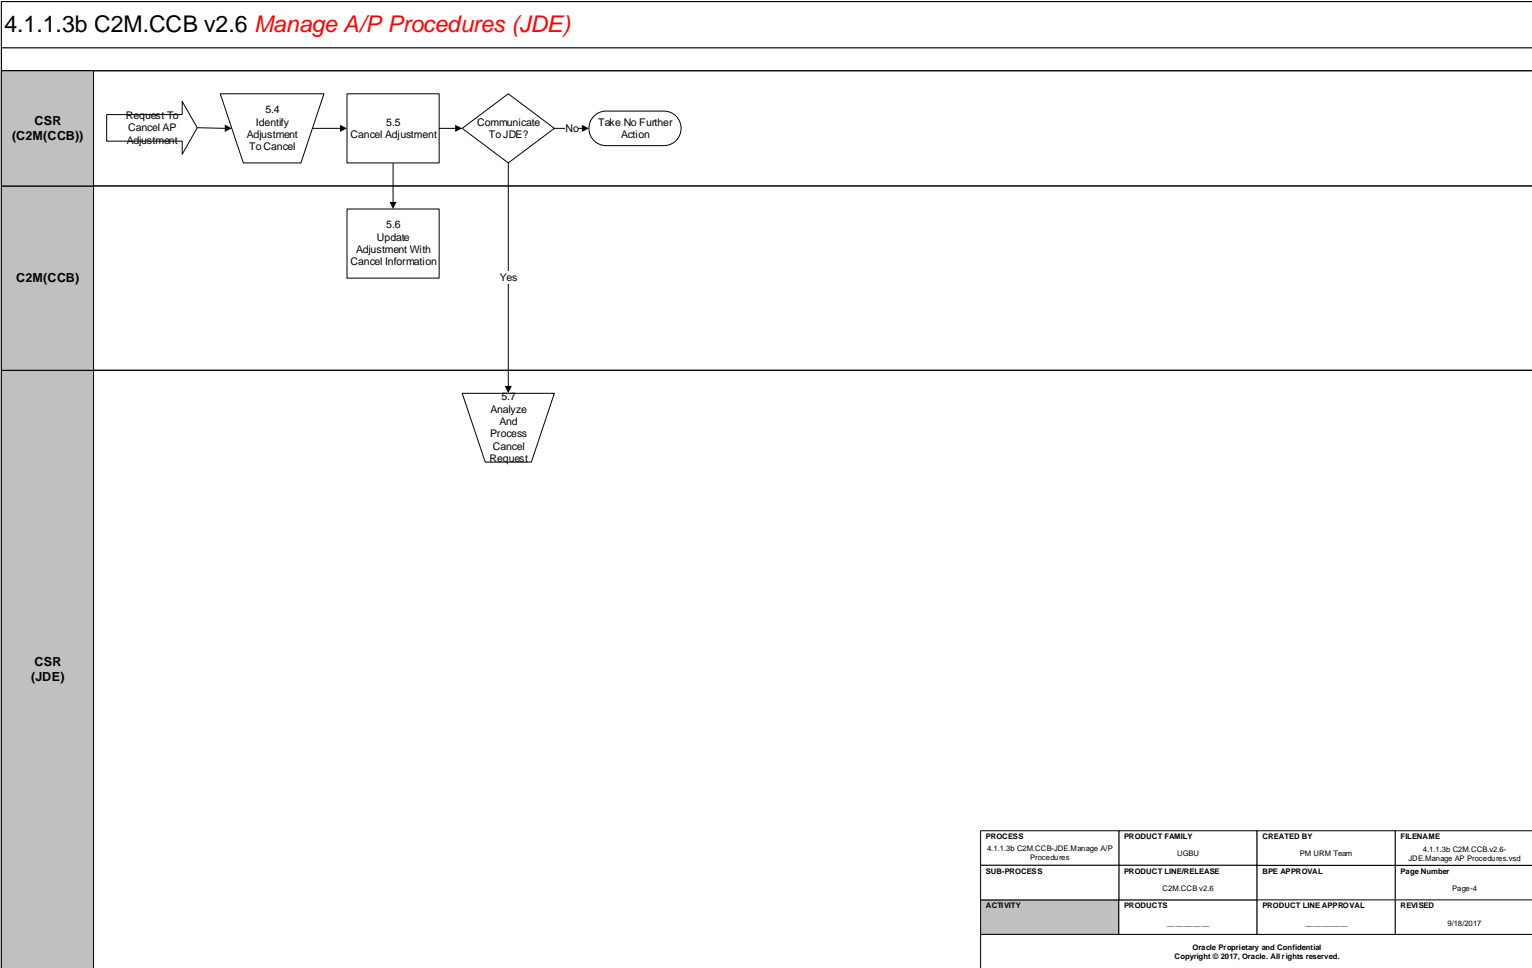 4.1.1.3b C2M.CCB v2.6 Manage A/P Procedures (JDE)
CSR
(C2M(CCB))
Request To
Cancel AP
Adjustment
5.4
Identify
Adjustment
To Cancel
5.5
Cancel Adjustment
Communicate
To JDE?
No
Take No Further
Action
C2M(CCB)
5.6
Update
Adjustment With
Cancel Information
Yes
CSR
(JDE)
5.7
Analyze
And
Process
Cancel
Request
PROCESS
4.1.1.3b C2M.CCB-JDE.Manage A/P
Procedures
PRODUCT FAMILY
UGBU
CREATED BY
PM URM Team
FILENAME
4.1.1.3b C2M.CCB.v2.6-
JDE.Manage AP Procedures.vsd
SUB-PROCESS
PRODUCT LINE/RELEASE
C2M.CCB v2.6
BPE APPROVAL
Page Number
Page-4
ACTIVITY
PRODUCTS
PRODUCT LINE APPROVAL
REVISED
9/18/2017
Oracle Proprietary and Confidential
Copyright © 2017, Oracle. All rights reserved.